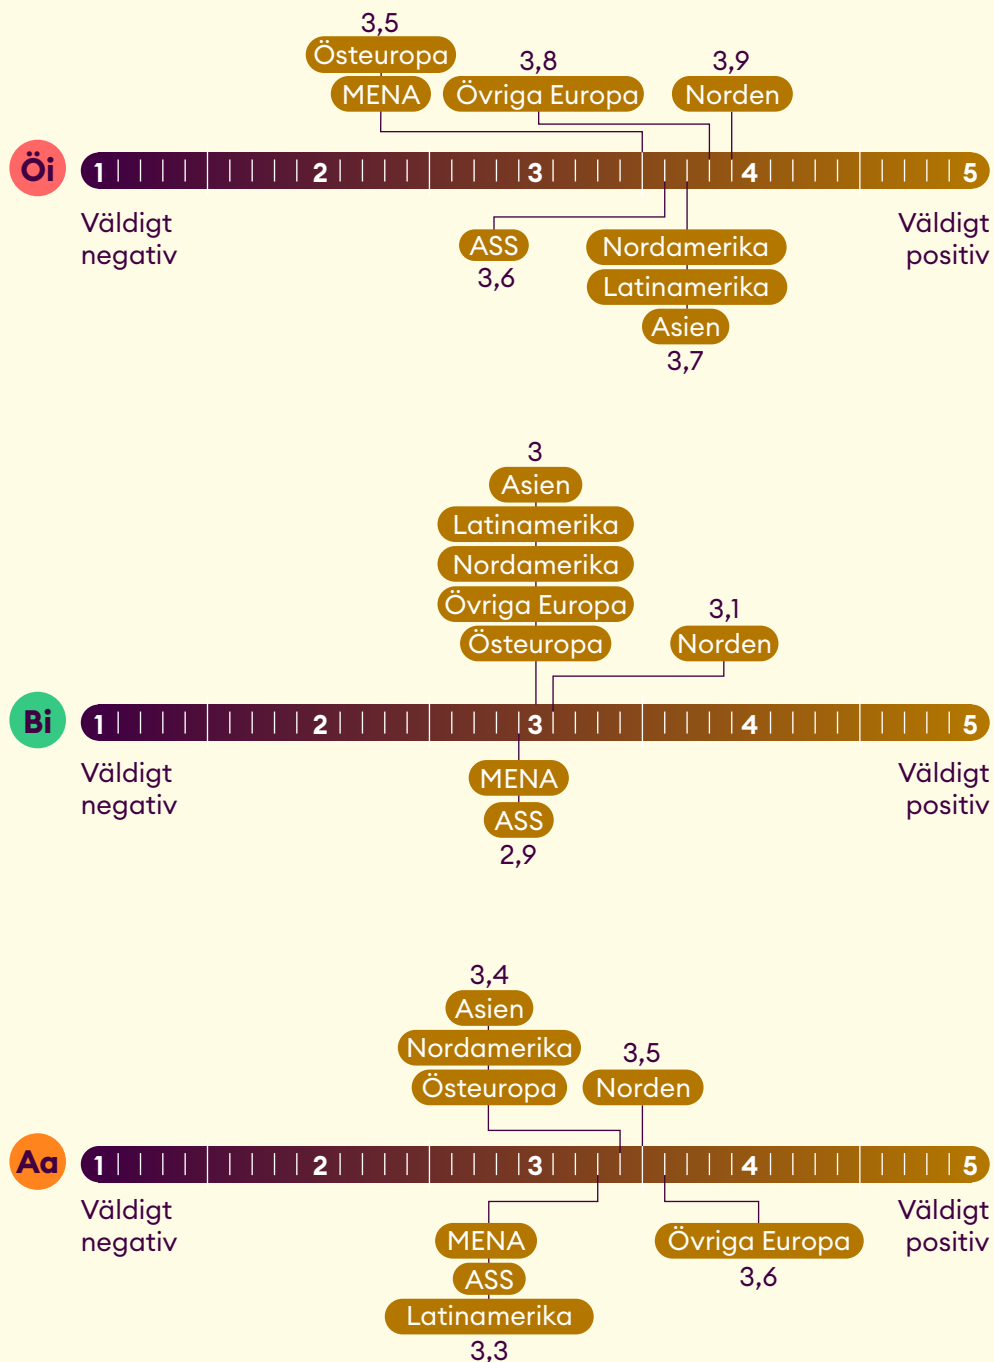 3,5
Östeuropa
MENA
3,8
Övriga Europa
3,9
Norden
Öi
1 2 3 4 5
Väldigt
negativ
Väldigt
positiv
ASS
3,6
Nordamerika
Latinamerika
Asien
3,7
3
Asien
Latinamerika
Nordamerika
Övriga Europa
Östeuropa
3,1
Norden
Bi
1 2 3 4 5
Väldigt
negativ
Väldigt
positiv
MENA
ASS
2,9
3,4
Asien
Nordamerika
Östeuropa
3,5
Norden
Aa
1 2 3 4 5
Väldigt
negativ
Väldigt
positiv
MENA
ASS
Latinamerika
3,3
Övriga Europa
3,6